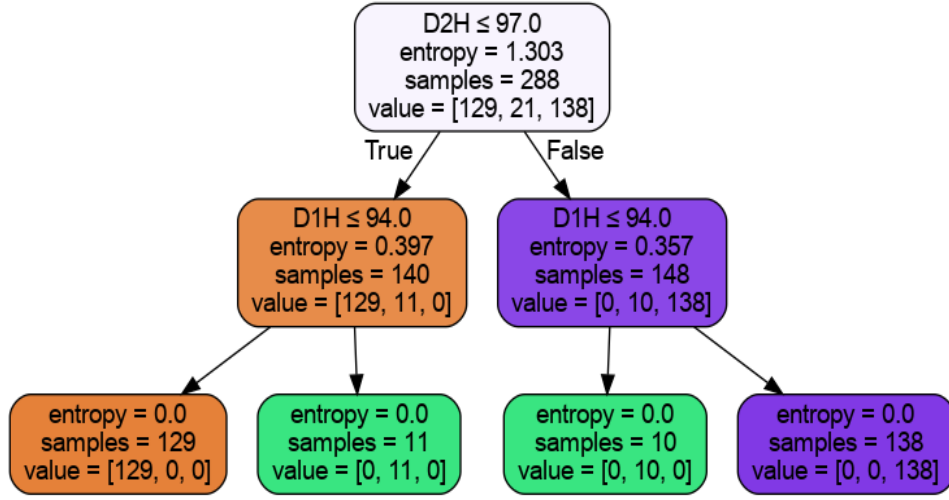 D2H ≤ 97.0
entropy = 1.303
samples = 288
value = [129, 21, 138]
True
False
D1H ≤ 94.0
entropy = 0.397
samples = 140
value = [129, 11, 0]
D1H ≤ 94.0
entropy = 0.357
samples = 148
value = [0, 10, 138]
entropy = 0.0
samples = 129
value = [129, 0, 0]
entropy = 0.0
samples = 11
value = [0, 11, 0]
entropy = 0.0
samples = 10
value = [0, 10, 0]
entropy = 0.0
samples = 138
value = [0, 0, 138]